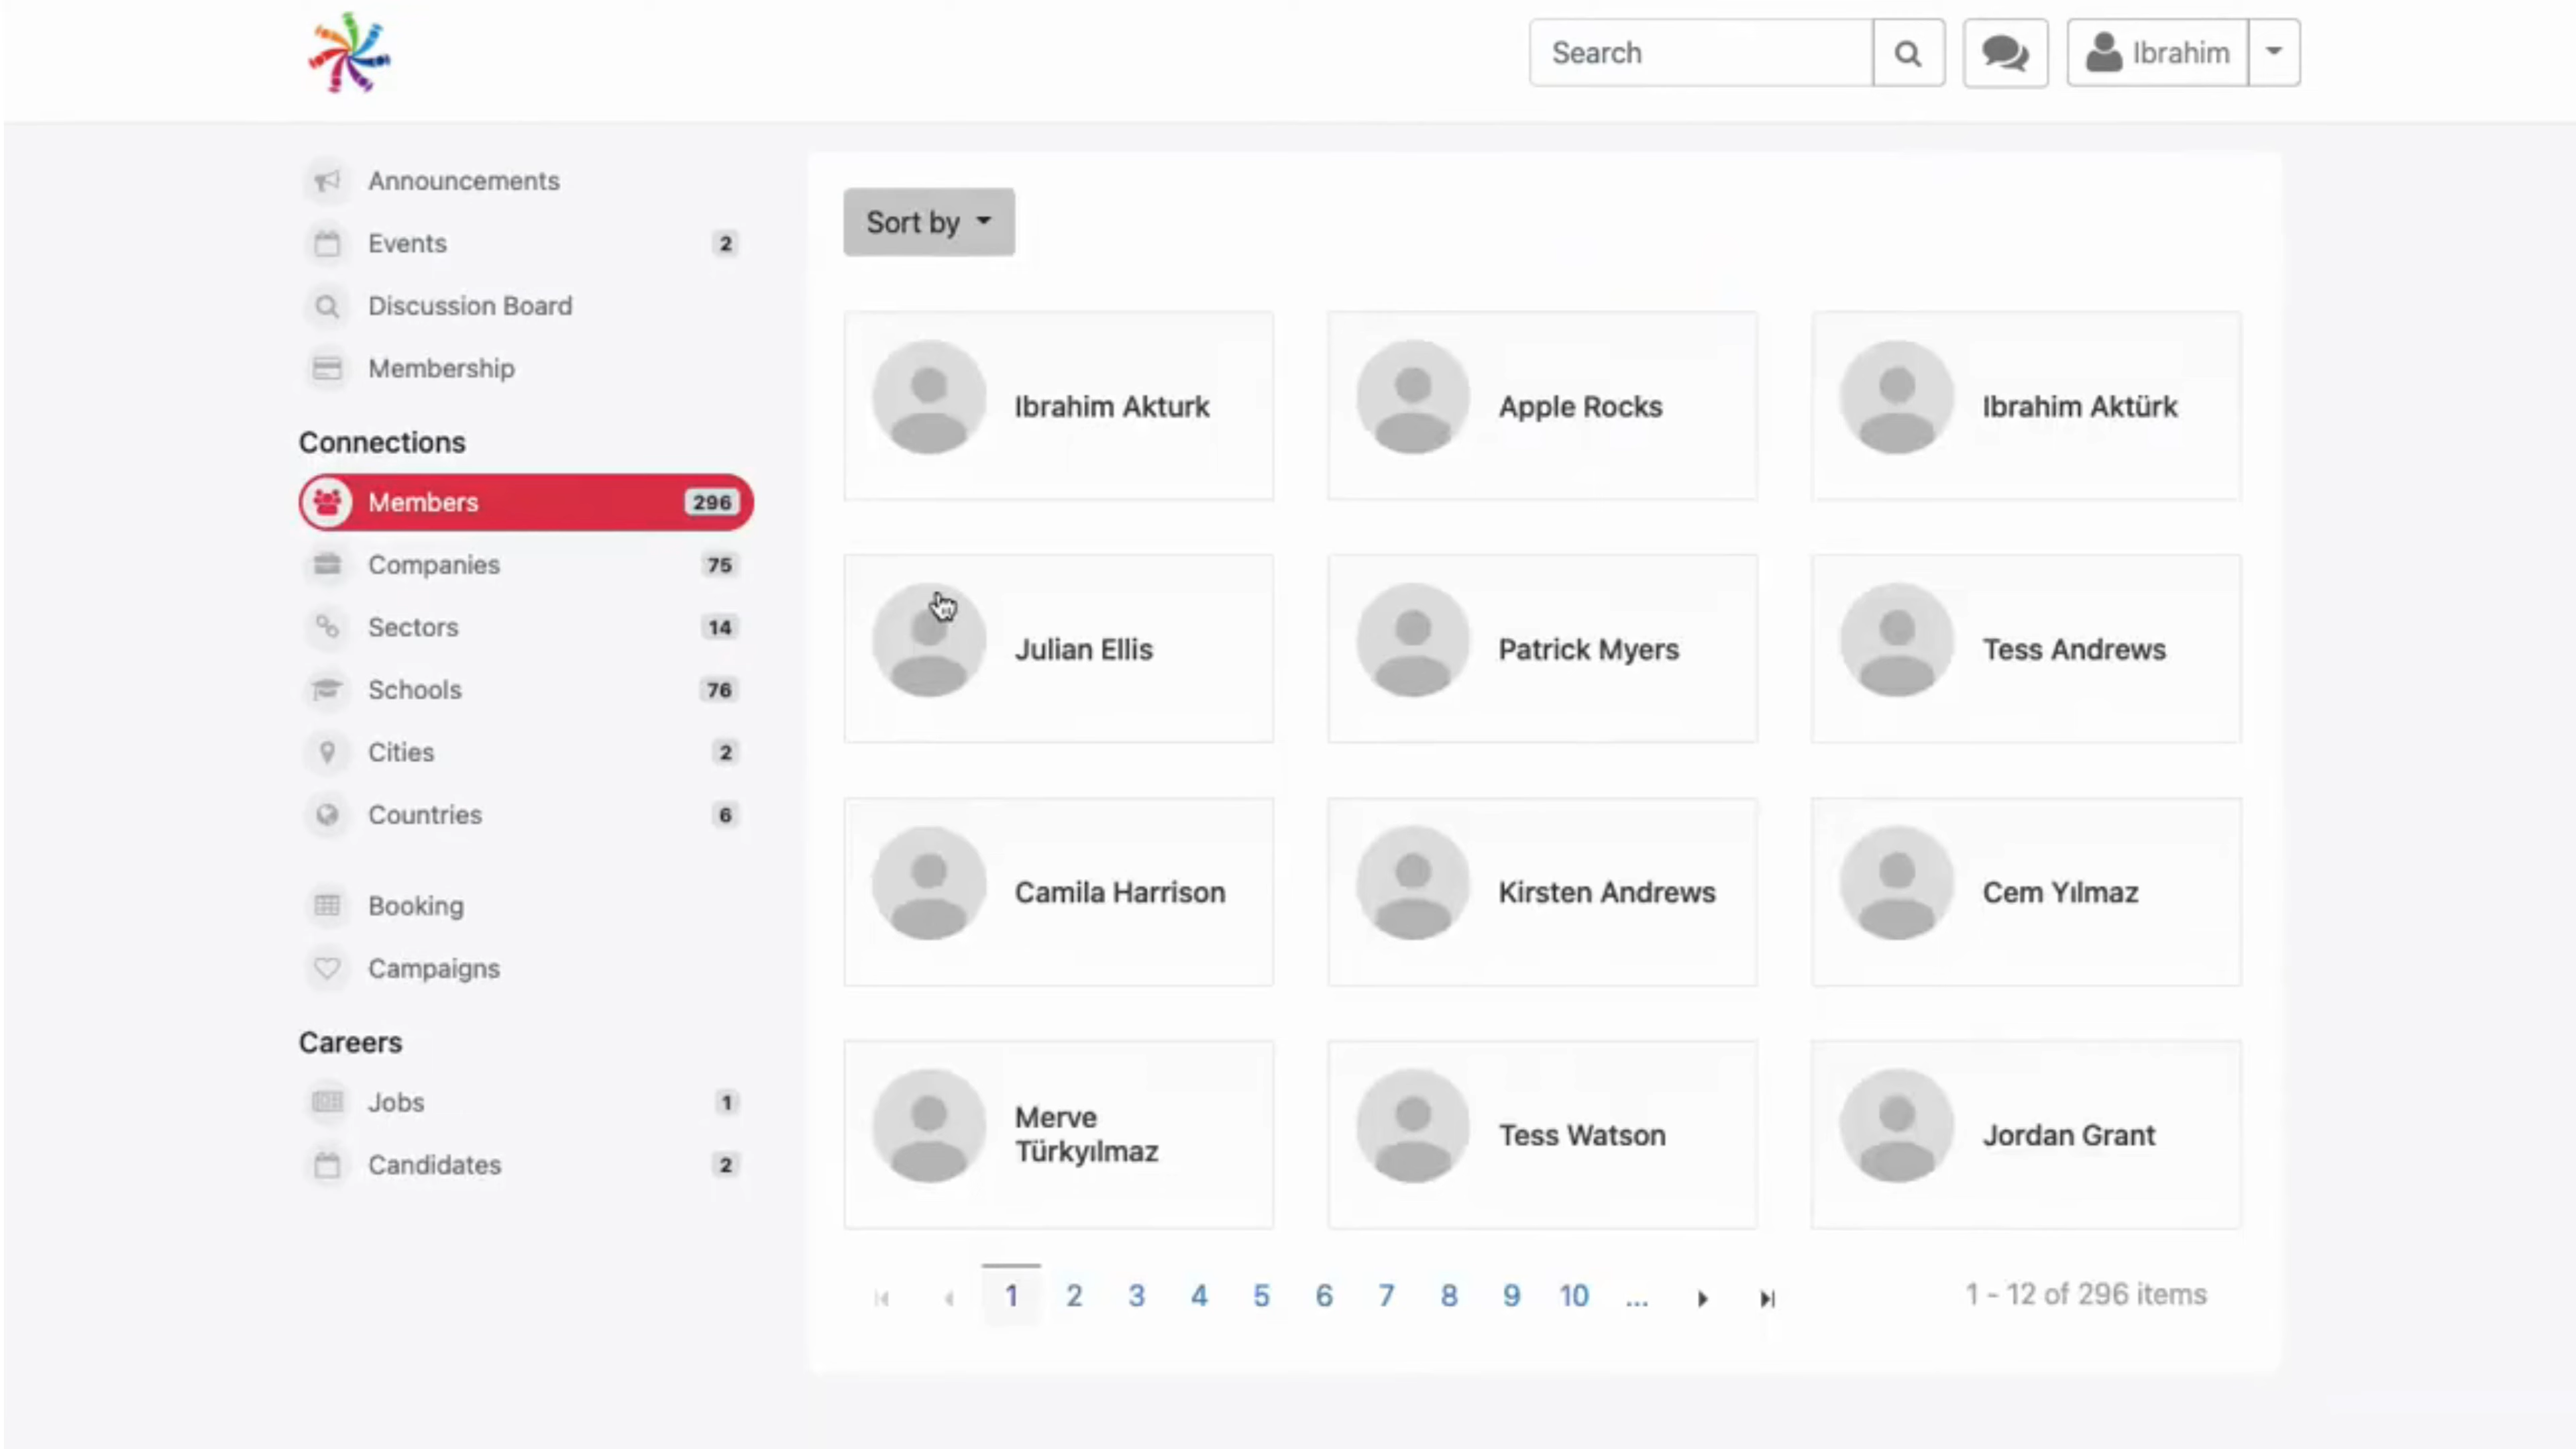 Search
Ibrahim
Announcements
Events 2
Discussion Board
Membership
Connections
Members 296
Companies 75
Sectors 14
Schools 76
Cities 2
Countries 6
Booking
Campaigns
Careers
Jobs 1
Candidates 2
Sort by
Ibrahim Akturk
Apple Rocks
Ibrahim Aktürk
Julian Ellis
Patrick Myers
Tess Andrews
Camila Harrison
Kirsten Andrews
Cem Yılmaz
Merve
Türkyılmaz
Tess Watson
Jordan Grant
1 2 3 4 5 6 7 8 9 10 ...
1 - 12 of 296 items